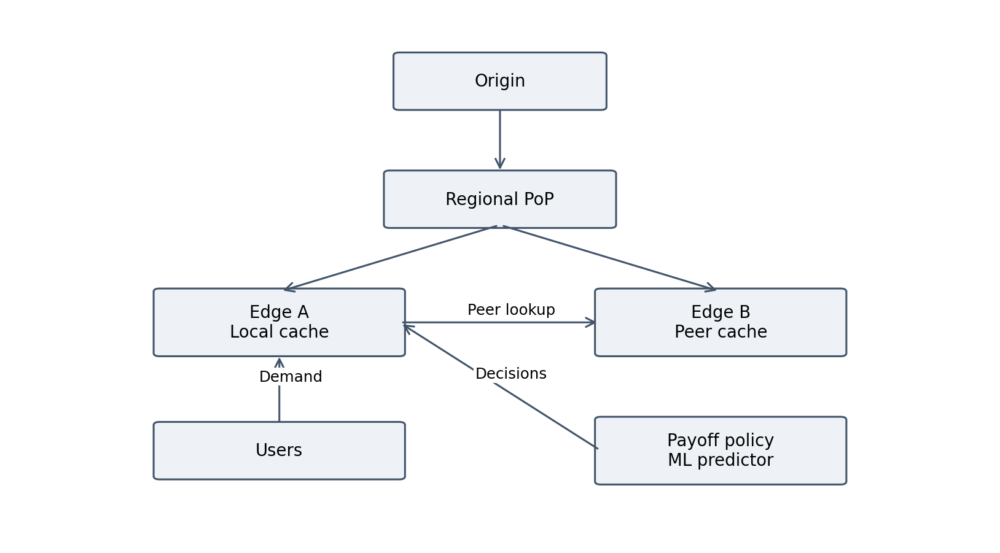 Origin
Regional PoP
Edge A
Local cache
Peer lookup
Edge B
Peer cache
Demand
Decisions
Users
Payoff policy
ML predictor